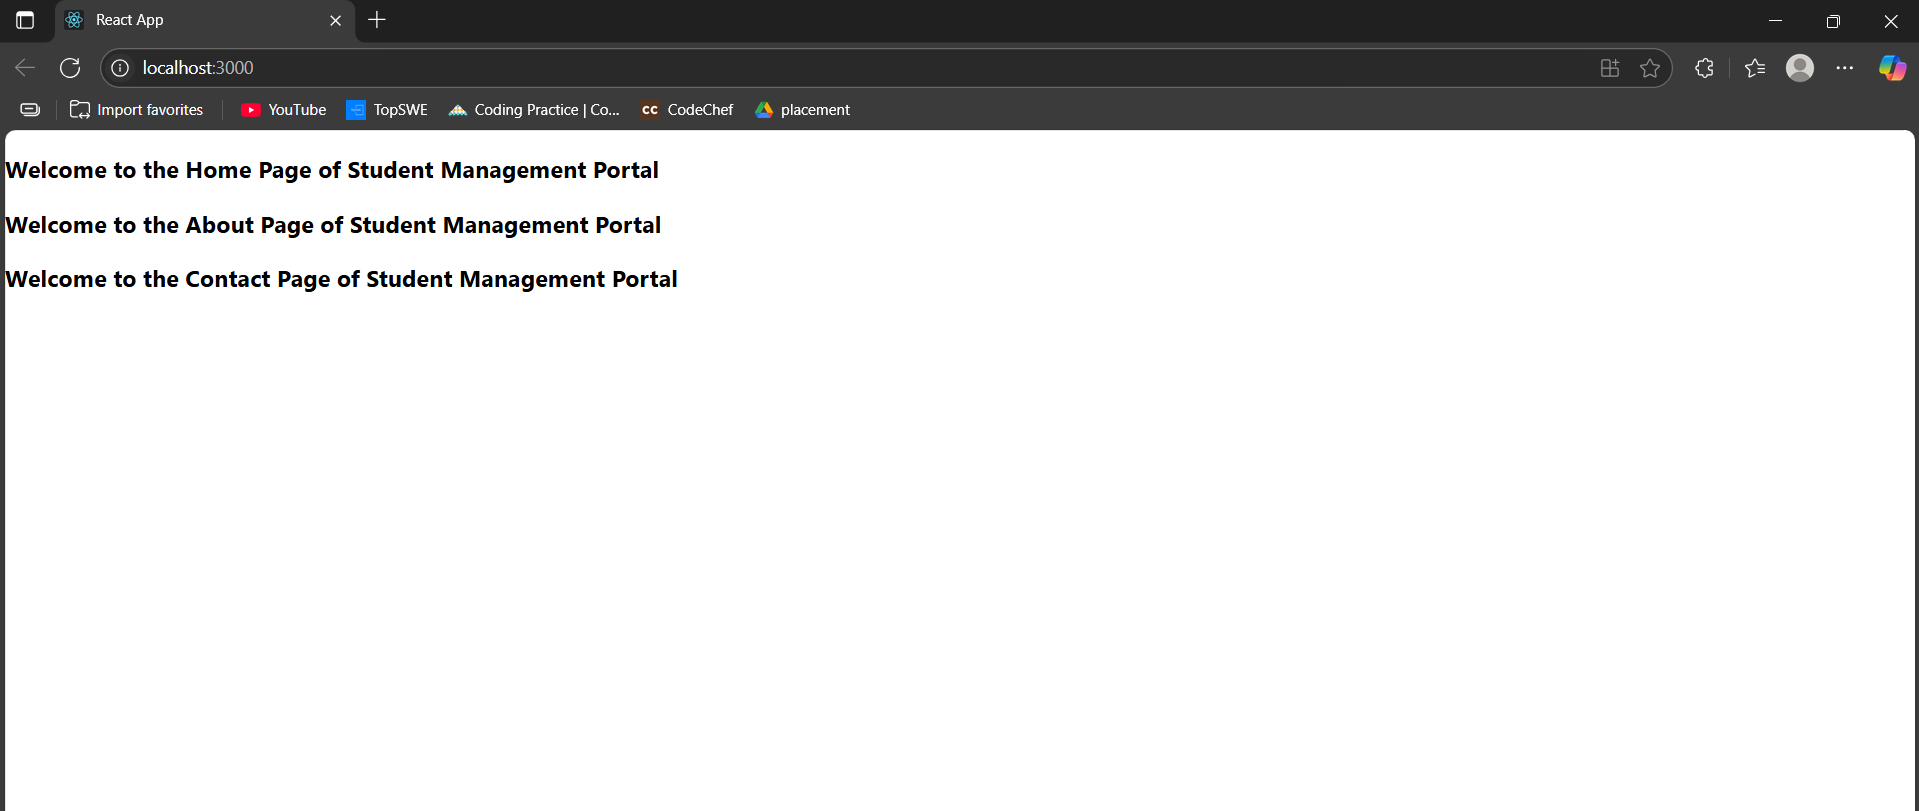 React App
localhost:3000
Import favorites YouTube TopSWE Coding Practice | Co... CC CodeChef placement
Welcome to the Home Page of Student Management Portal
Welcome to the About Page of Student Management Portal
Welcome to the Contact Page of Student Management Portal